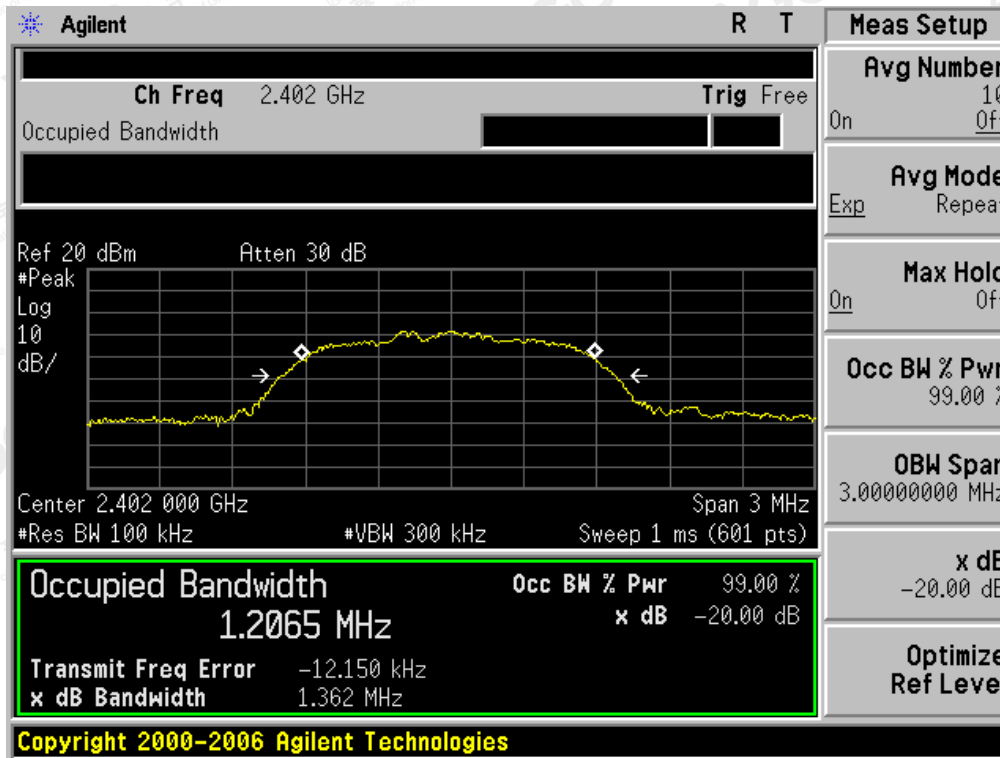 Agilent R T
Ch Freq 2.402 GHz Trig Free
Occupied Bandwidth
Ref 20 dBm Atten 30 dB
#Peak
Log
10
dB/
Center 2.402 000 GHz Span 3 MHz
#Res BW 100 kHz #VBW 300 kHz Sweep 1 ms (601 pts)
Occupied Bandwidth Occ BW % Pwr 99.00 %
1.2065 MHz x dB -20.00 dB
Transmit Freq Error -12.150 kHz
x dB Bandwidth 1.362 MHz
Copyright 2000-2006 Agilent Technologies
Meas Setup
Avg Number
10
On Off
Avg Mode
Exp Repeat
Max Hold
On Off
Occ BW % Pwr
99.00 %
OBW Span
3.00000000 MHz
x dB
-20.00 dB
Optimize
Ref Level